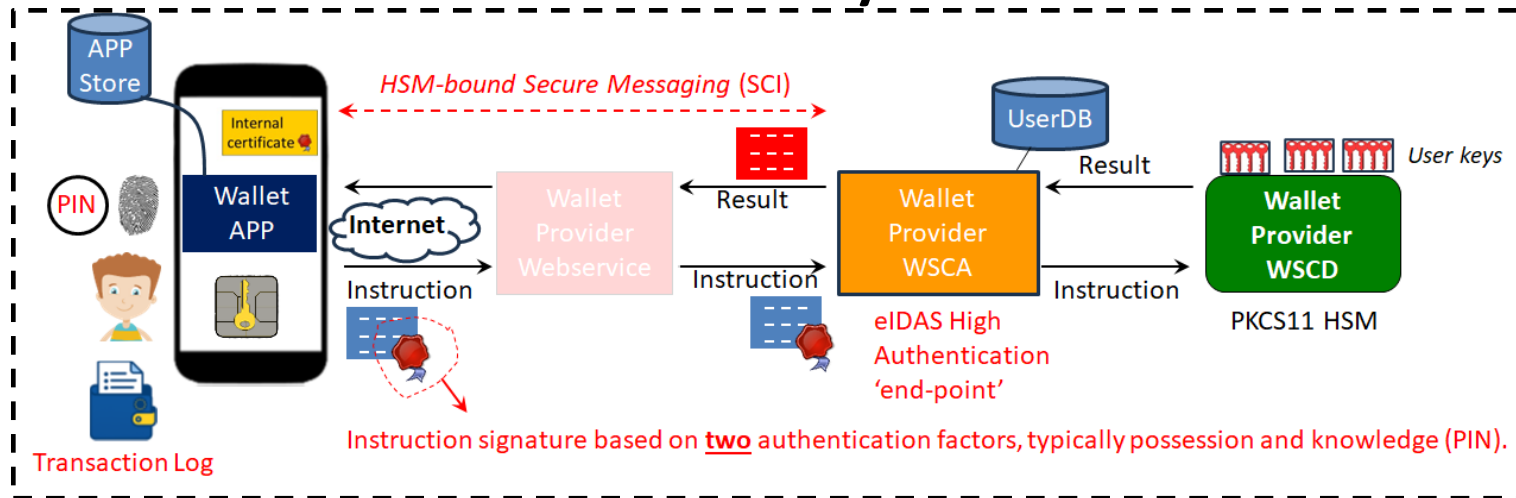 APP
Store
HSM-bound Secure Messaging (SCI)
Internal
certificate
UserDB
User keys
PIN
Wallet
APP
Internet
Wallet
Provider
Webservice
Result
Wallet
Provider
WSCA
Result
Wallet
Provider
WSCD
Instruction
Instruction
Instruction
PKCS11 HSM
eIDAS High
Authentication
‘end-point’
Instruction signature based on two authentication factors, typically possession and knowledge (PIN).
Transaction Log